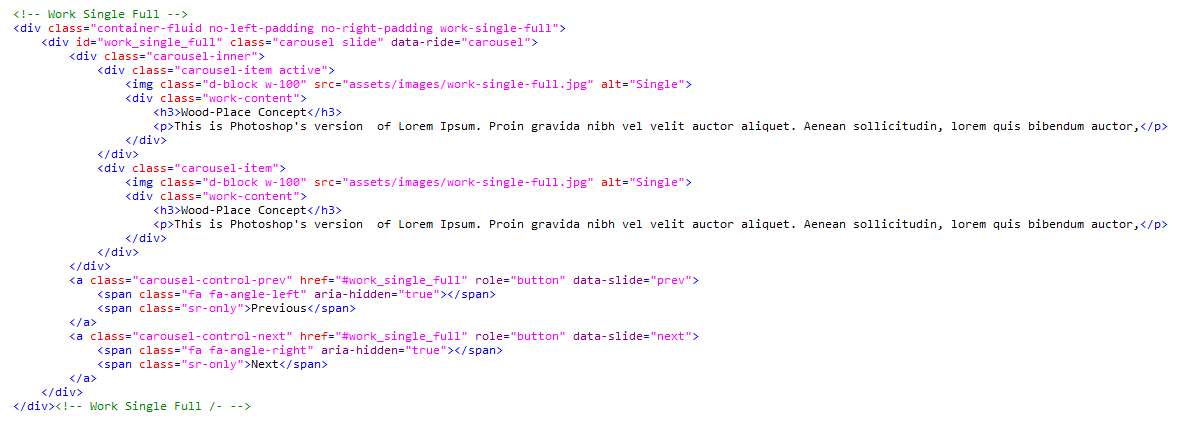 <!-- Work Single Full -->
<div class="container-fluid no-left-padding no-right-padding work-single-full">
    <div id="work_single_full" class="carousel slide" data-ride="carousel">
        <div class="carousel-inner">
            <div class="carousel-item active">
                <img class="d-block w-100" src="assets/images/work-single-full.jpg" alt="Single">
                <div class="work-content">
                    <h3>Wood-Place Concept</h3>
                    <p>This is Photoshop's version  of Lorem Ipsum. Proin gravida nibh vel velit auctor aliquet. Aenean sollicitudin, lorem quis bibendum auctor,</p>
                </div>
            </div>
            <div class="carousel-item">
                <img class="d-block w-100" src="assets/images/work-single-full.jpg" alt="Single">
                <div class="work-content">
                    <h3>Wood-Place Concept</h3>
                    <p>This is Photoshop's version  of Lorem Ipsum. Proin gravida nibh vel velit auctor aliquet. Aenean sollicitudin, lorem quis bibendum auctor,</p>
                </div>
            </div>
        </div>
        <a class="carousel-control-prev" href="#work_single_full" role="button" data-slide="prev">
            <span class="fa fa-angle-left" aria-hidden="true"></span>
            <span class="sr-only">Previous</span>
        </a>
        <a class="carousel-control-next" href="#work_single_full" role="button" data-slide="next">
            <span class="fa fa-angle-right" aria-hidden="true"></span>
            <span class="sr-only">Next</span>
        </a>
    </div>
</div><!-- Work Single Full /- -->